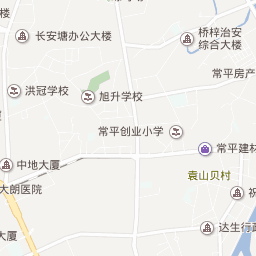 桥梓治安
综合大楼
长安塘办公大楼
常平房产
洪冠学校
旭升学校
常平创业小学
常平建材
中地大厦
袁山贝村
大朗医院
祝
达生行政
大厦